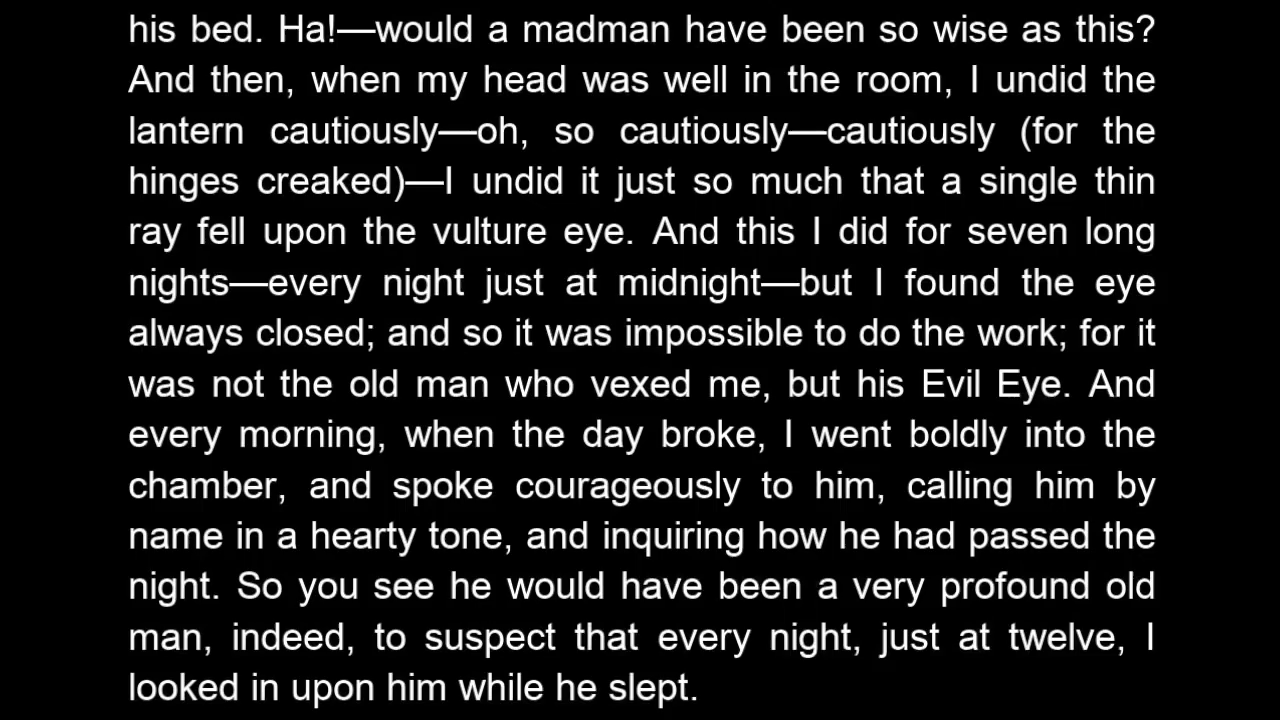 his bed. Ha!—would a madman have been so wise as this?
And then, when my head was well in the room, I undid the
lantern cautiously—oh, so cautiously—cautiously (for the
hinges creaked)—I undid it just so much that a single thin
ray fell upon the vulture eye. And this I did for seven long
nights—every night just at midnight—but I found the eye
always closed; and so it was impossible to do the work; for it
was not the old man who vexed me, but his Evil Eye. And
every morning, when the day broke, I went boldly into the
chamber, and spoke courageously to him, calling him by
name in a hearty tone, and inquiring how he had passed the
night. So you see he would have been a very profound old
man, indeed, to suspect that every night, just at twelve, I
looked in upon him while he slept.